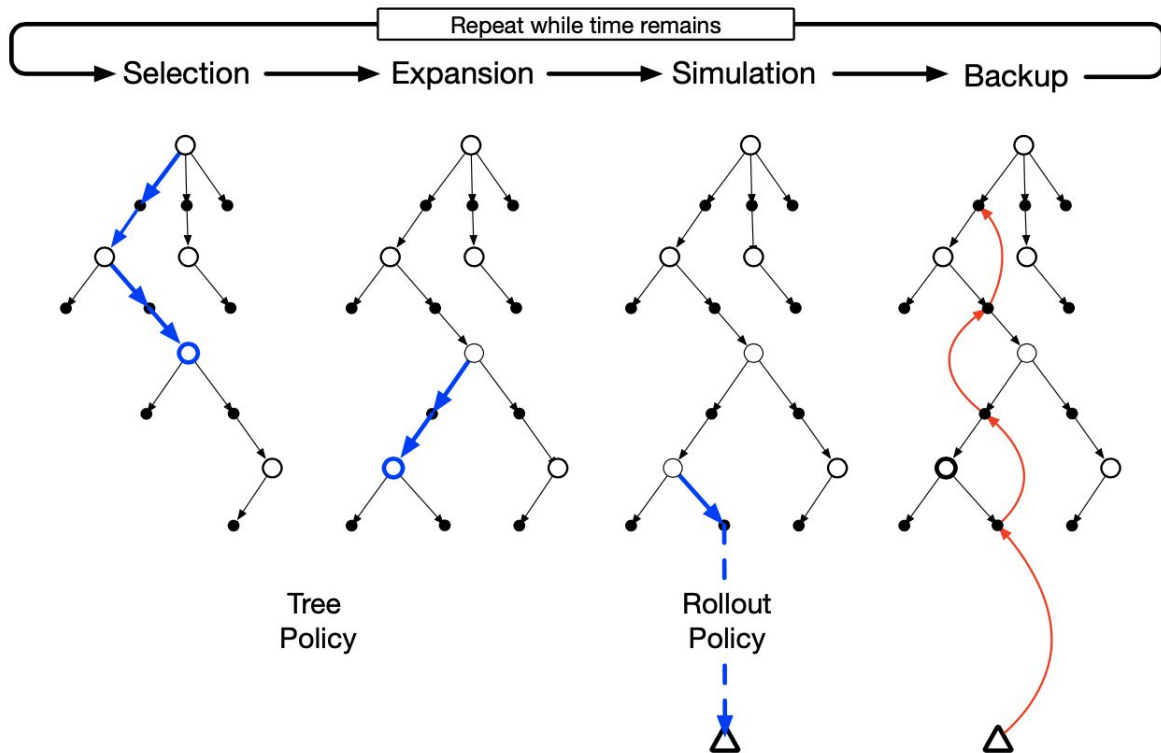 Repeat while time remains
Selection
Expansion
Simulation
Backup
Tree
Policy
Rollout
Policy